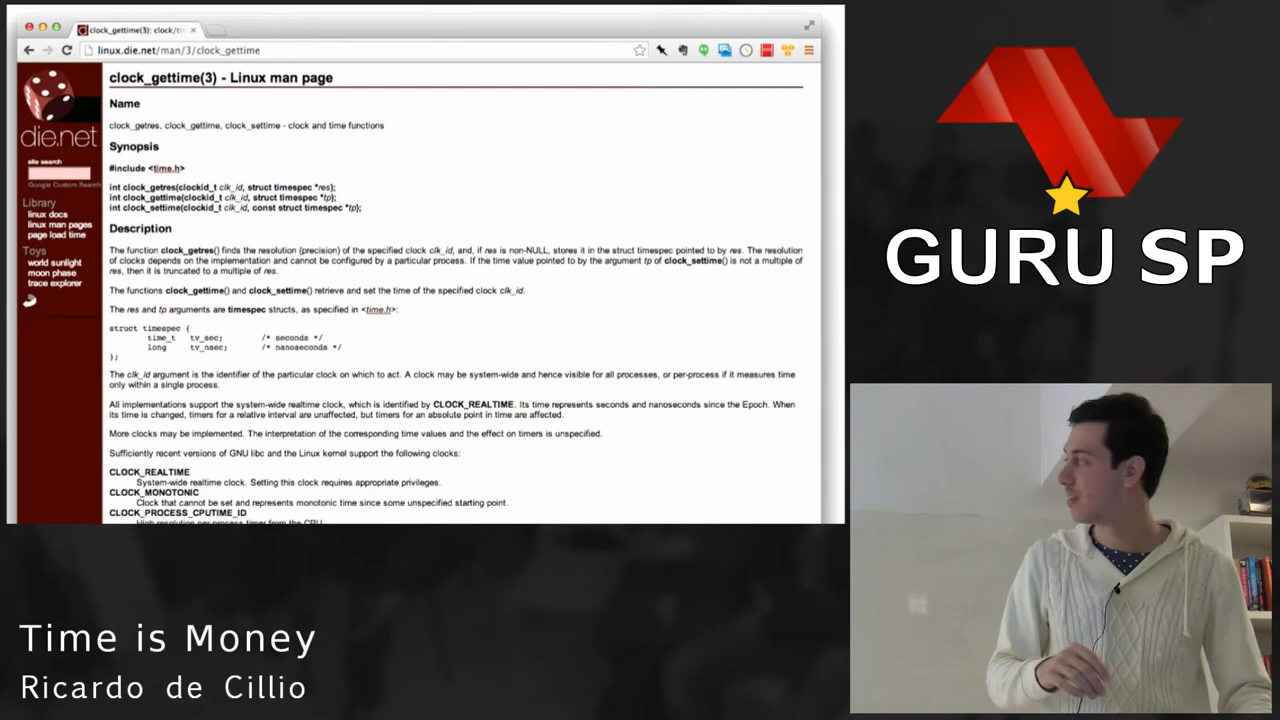 clock_gettime(3): clock/ti
linux.die.net/man/3/clock_gettime
die.net
site search
Google Custom Search
Library
linux docs
linux man pages
page load time
Toys
world sunlight
moon phase
trace explorer
clock_gettime(3) - Linux man page
Name
clock_getres, clock_gettime, clock_settime - clock and time functions
Synopsis
#include <time.h>
int clock_getres(clockid_t clk_id, struct timespec *res);
int clock_gettime(clockid_t clk_id, struct timespec *tp);
int clock_settime(clockid_t clk_id, const struct timespec *tp);
Description
The function clock_getres() finds the resolution (precision) of the specified clock clk_id, and, if res is non-NULL, stores it in the struct timespec pointed to by res. The resolution
of clocks depends on the implementation and cannot be configured by a particular process. If the time value pointed to by the argument tp of clock_settime() is not a multiple of
res, then it is truncated to a multiple of res.
The functions clock_gettime() and clock_settime() retrieve and set the time of the specified clock clk_id.
The res and tp arguments are timespec structs, as specified in <time.h>:
struct timespec {
time_t tv_sec; /* seconds */
long tv_nsec; /* nanoseconds */
};
The clk_id argument is the identifier of the particular clock on which to act. A clock may be system-wide and hence visible for all processes, or per-process if it measures time
only within a single process.
All implementations support the system-wide realtime clock, which is identified by CLOCK_REALTIME. Its time represents seconds and nanoseconds since the Epoch. When
its time is changed, timers for a relative interval are unaffected, but timers for an absolute point in time are affected.
More clocks may be implemented. The interpretation of the corresponding time values and the effect on timers is unspecified.
Sufficiently recent versions of GNU libc and the Linux kernel support the following clocks:
CLOCK_REALTIME
System-wide realtime clock. Setting this clock requires appropriate privileges.
CLOCK_MONOTONIC
Clock that cannot be set and represents monotonic time since some unspecified starting point.
CLOCK_PROCESS_CPUTIME_ID
High resolution per-process timer from the CPU.
GURU SP
Time is Money
Ricardo de Cillio